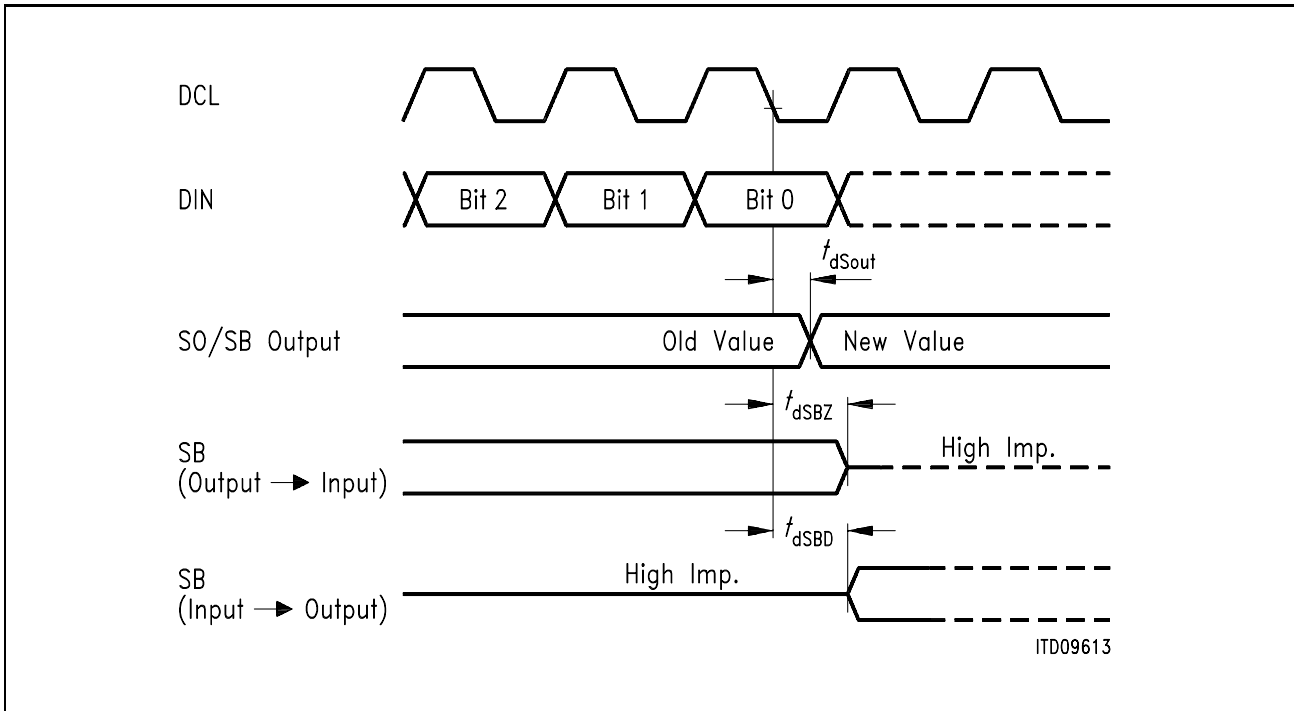 DCL
DIN
Bit 2 Bit 1 Bit 0
tdSout
SO/SB Output
Old Value New Value
tdSBZ
SB
(Output → Input)
High Imp.
tdSBD
SB
(Input → Output)
High Imp.
ITD09613